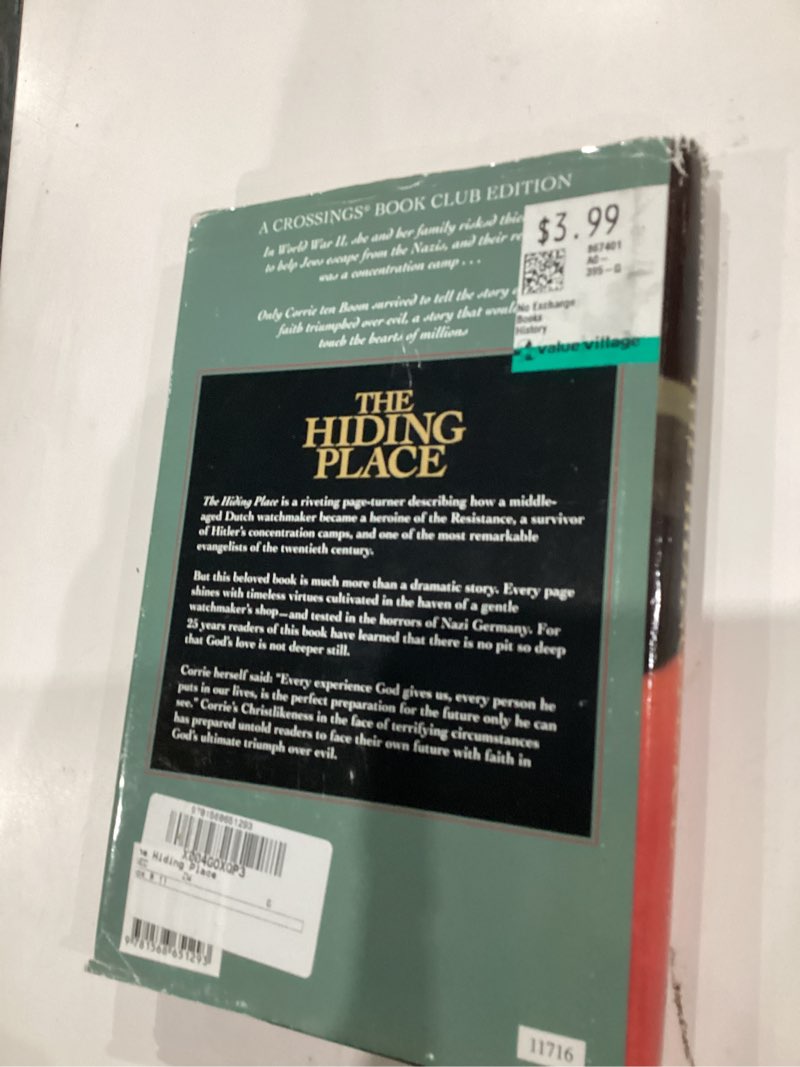 A CROSSINGS® BOOK CLUB EDITION
In World War II, she and her family risked
to help Jews escape from the Nazis, and their
was a concentration camp . . .
Only Corrie ten Boom survived to tell the story
faith triumphed over evil, a story that would
touch the hearts of millions
$3.99
867401
AO-
395-G
No Exchange
Books
History
value village
THE
HIDING
PLACE
The Hiding Place is a riveting page-turner describing how a middle-
aged Dutch watchmaker became a heroine of the Resistance, a survivor
of Hitler's concentration camps, and one of the most remarkable
evangelists of the twentieth century.
But this beloved book is much more than a dramatic story. Every page
shines with timeless virtues cultivated in the haven of a gentle
watchmaker's shop—and tested in the horrors of Nazi Germany. For
25 years readers of this book have learned that there is no pit so deep
that God's love is not deeper still.
Corrie herself said: "Every experience God gives us, every person he
puts in our lives, is the perfect preparation for the future only he can
see." Corrie's Christlikeness in the face of terrifying circumstances
has prepared untold readers to face their own future with faith in
God's ultimate triumph over evil.
9781568651293
X004GOXQP3
Hiding Place
9781568651293
11716